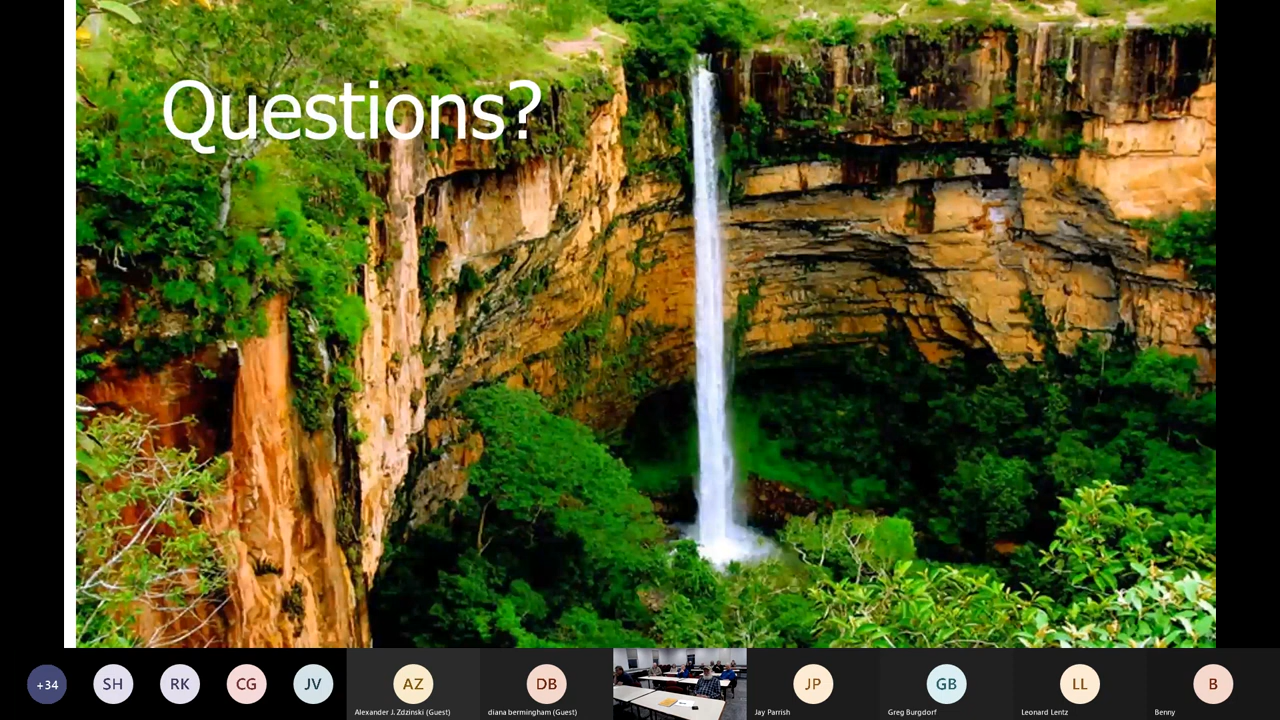 Questions?
+34
SH
RK
CG
JV
AZ
Alexander J. Zdzinski (Guest)
DB
diana bermingham (Guest)
JP
Jay Parrish
GB
Greg Burgdorf
LL
Leonard Lentz
B
Benny